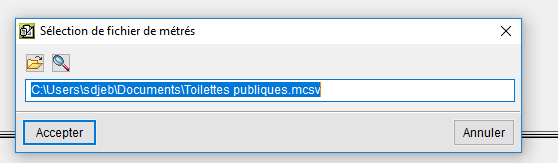 Sélection de fichier de métrés
C:\Users\sdjeb\Documents\Toilettes publiques.mcsv
Accepter
Annuler